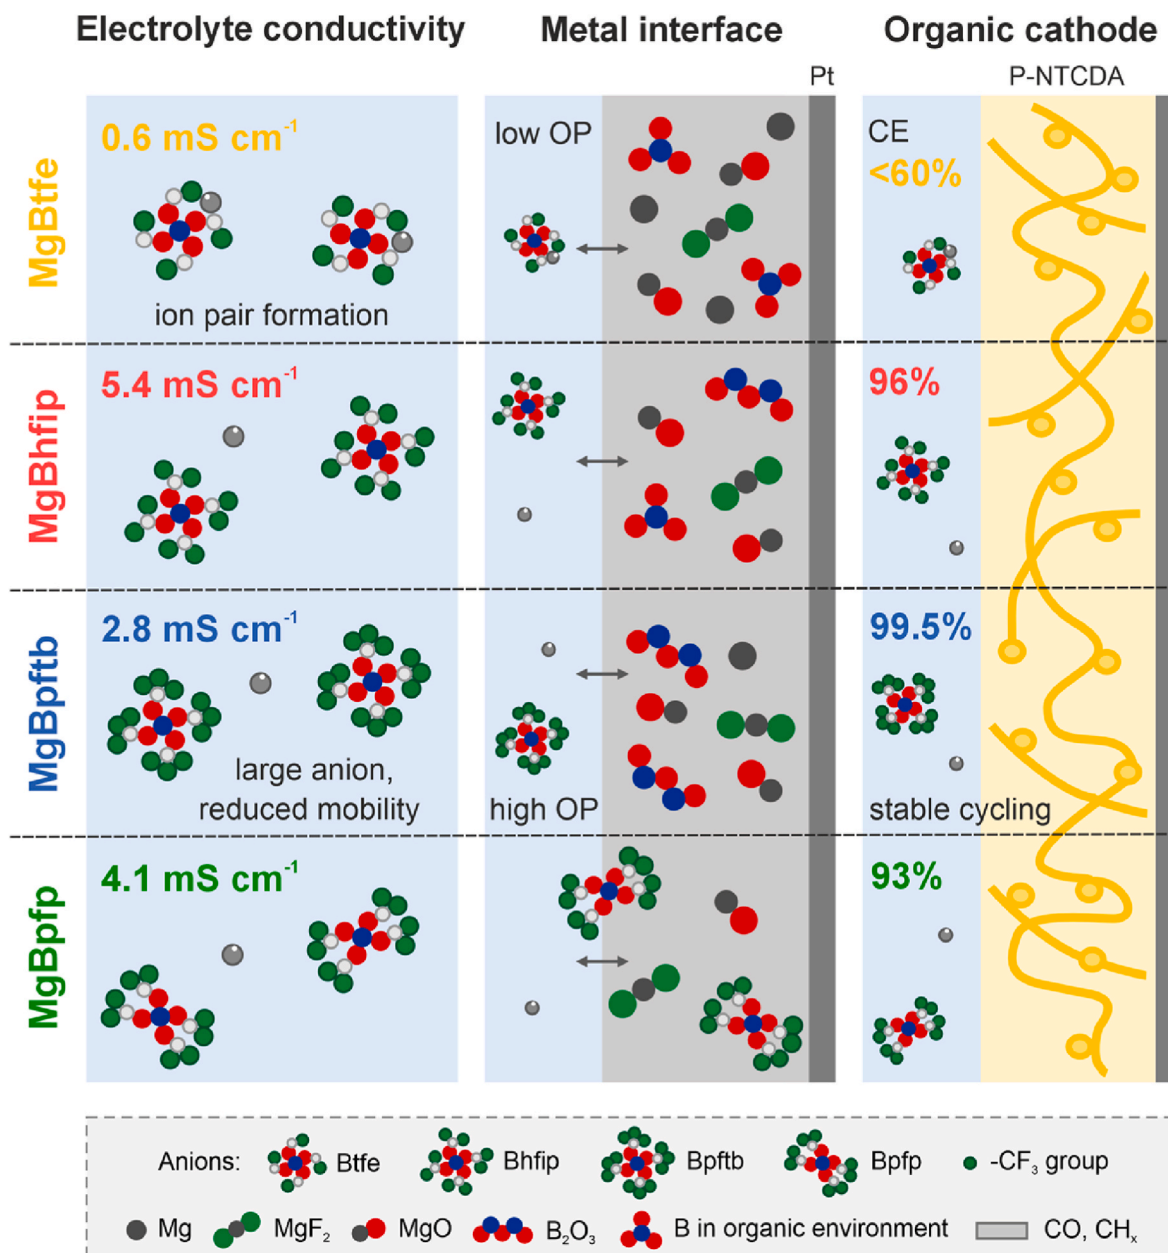 Electrolyte conductivity
Metal interface
Organic cathode
Pt
P-NTCDA
MgBtfe
0.6 mS cm⁻¹
ion pair formation
low OP
CE
<60%
MgBhfip
5.4 mS cm⁻¹
96%
MgBpftb
2.8 mS cm⁻¹
large anion,
reduced mobility
high OP
99.5%
stable cycling
MgBpfp
4.1 mS cm⁻¹
93%
Anions: Btfe Bhfip Bpftb Bpfp -CF₃ group
Mg MgF₂ MgO B₂O₃ B in organic environment CO, CHₓ